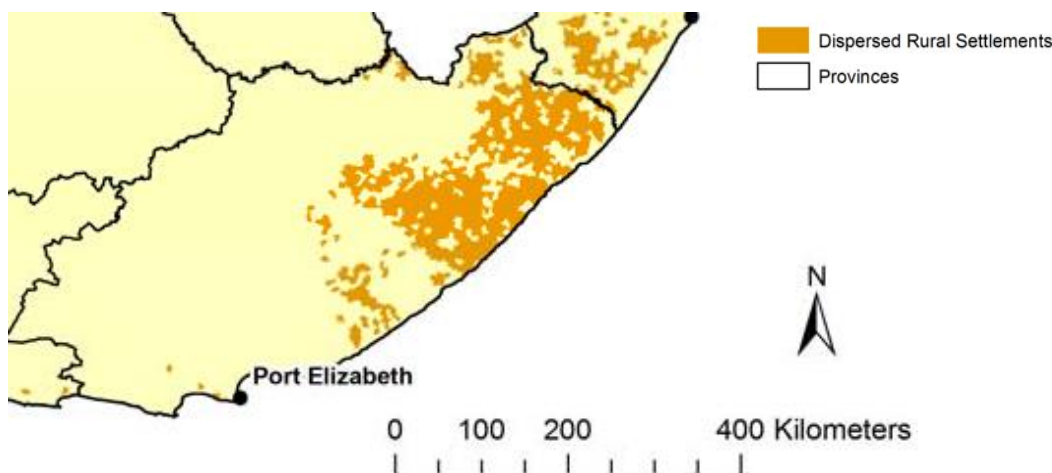 Dispersed Rural Settlements
Provinces
N
Port Elizabeth
0 100 200 400 Kilometers